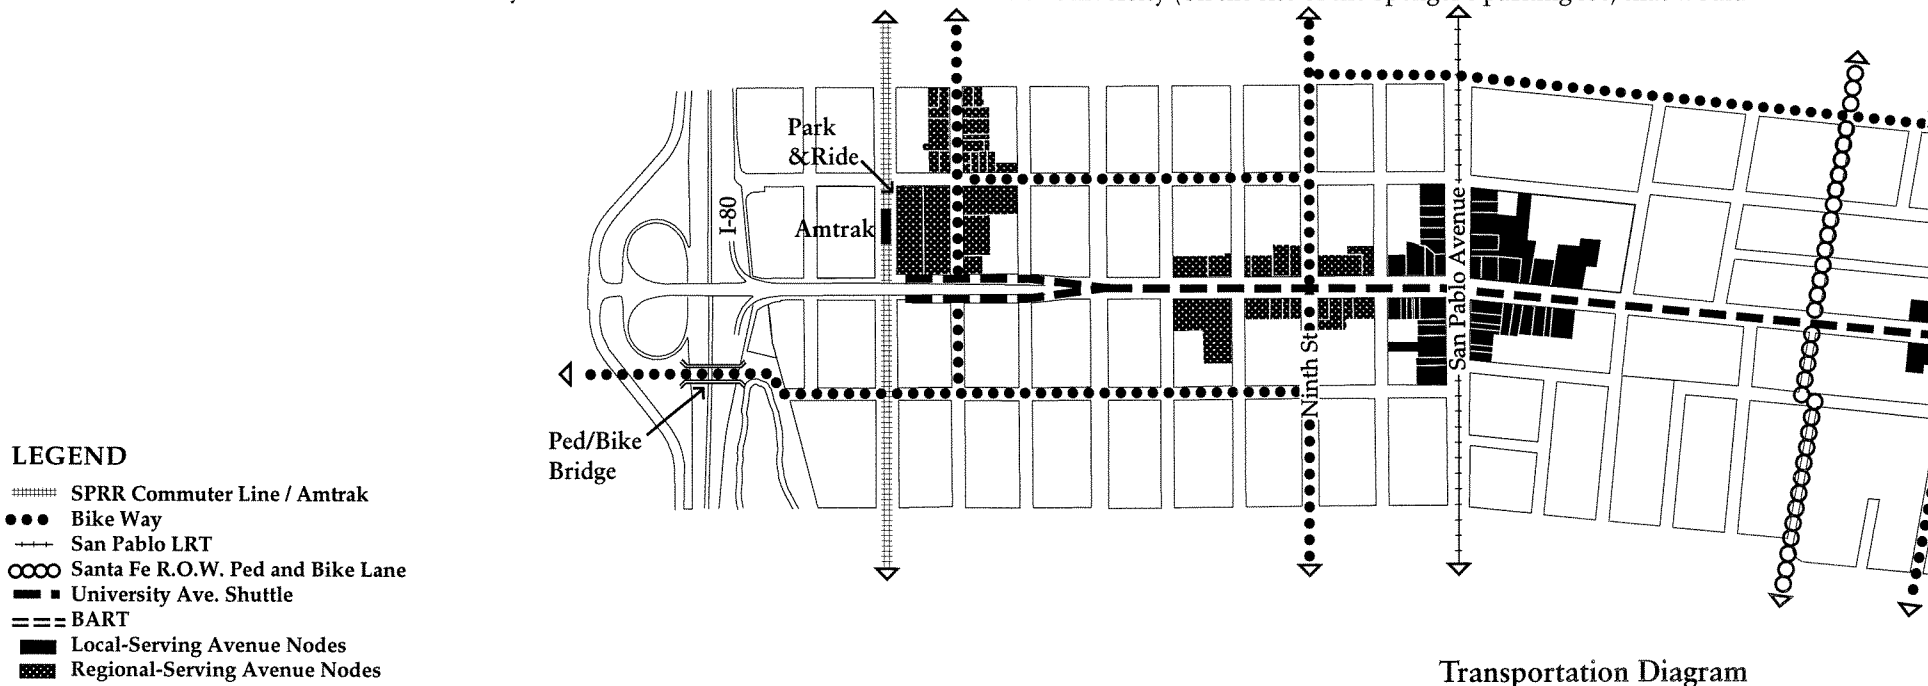 Park
&Ride
I-80
Amtrak
San Pablo Avenue
Ninth St
Ped/Bike
Bridge
LEGEND
SPRR Commuter Line / Amtrak
Bike Way
San Pablo LRT
Santa Fe R.O.W. Ped and Bike Lane
University Ave. Shuttle
BART
Local-Serving Avenue Nodes
Regional-Serving Avenue Nodes
Transportation Diagram